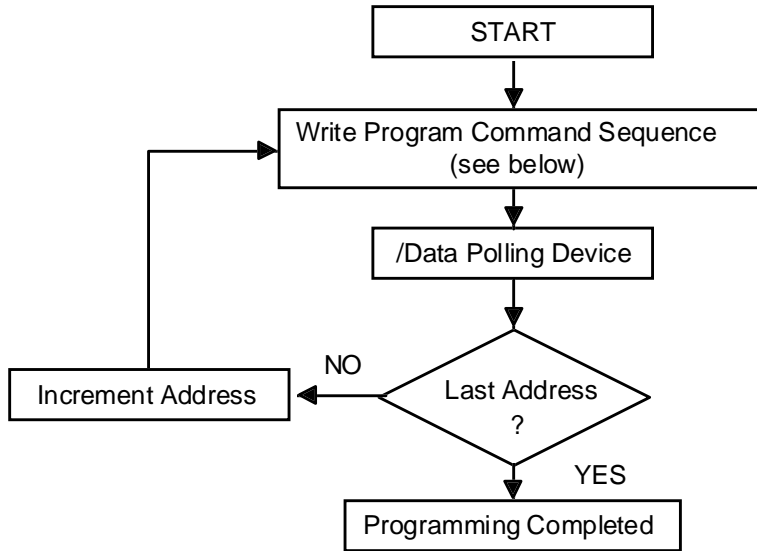 START
Write Program Command Sequence
(see below)
/Data Polling Device
Last Address
?
NO
Increment Address
YES
Programming Completed